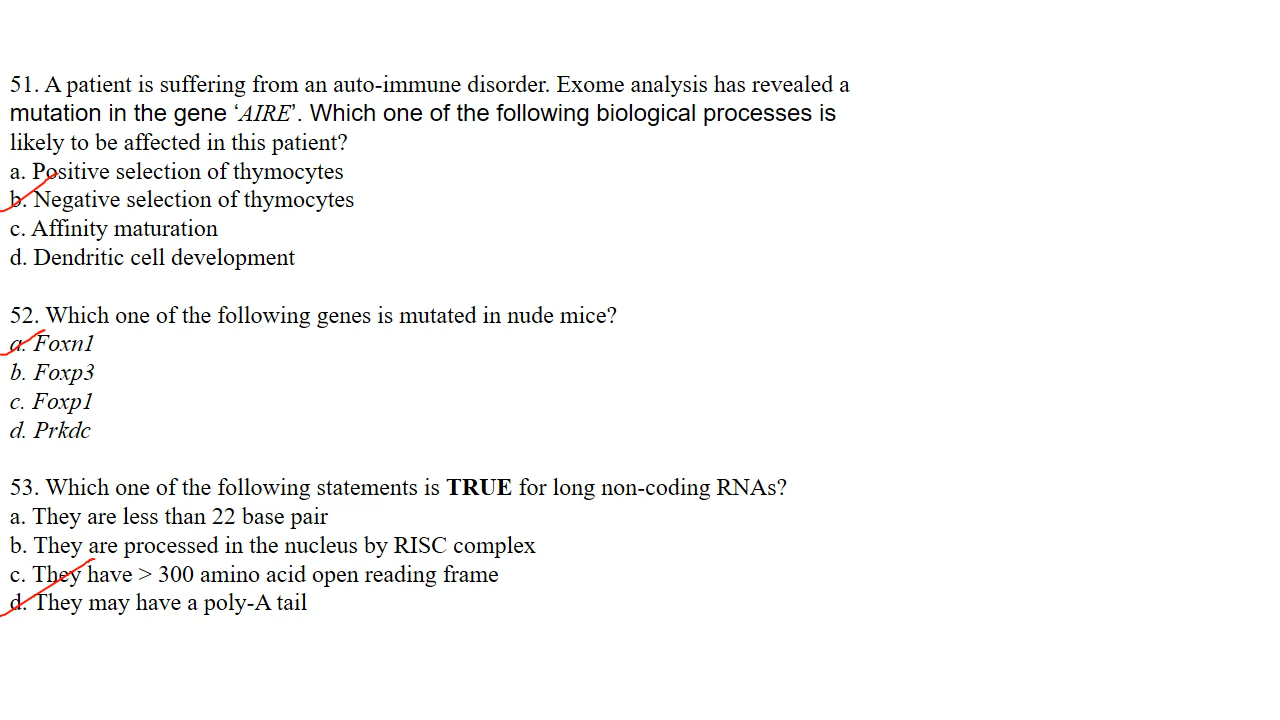 51. A patient is suffering from an auto-immune disorder. Exome analysis has revealed a
mutation in the gene ‘AIRE’. Which one of the following biological processes is
likely to be affected in this patient?
a. Positive selection of thymocytes
b. Negative selection of thymocytes
c. Affinity maturation
d. Dendritic cell development
52. Which one of the following genes is mutated in nude mice?
a. Foxn1
b. Foxp3
c. Foxp1
d. Prkdc
53. Which one of the following statements is TRUE for long non-coding RNAs?
a. They are less than 22 base pair
b. They are processed in the nucleus by RISC complex
c. They have > 300 amino acid open reading frame
d. They may have a poly-A tail